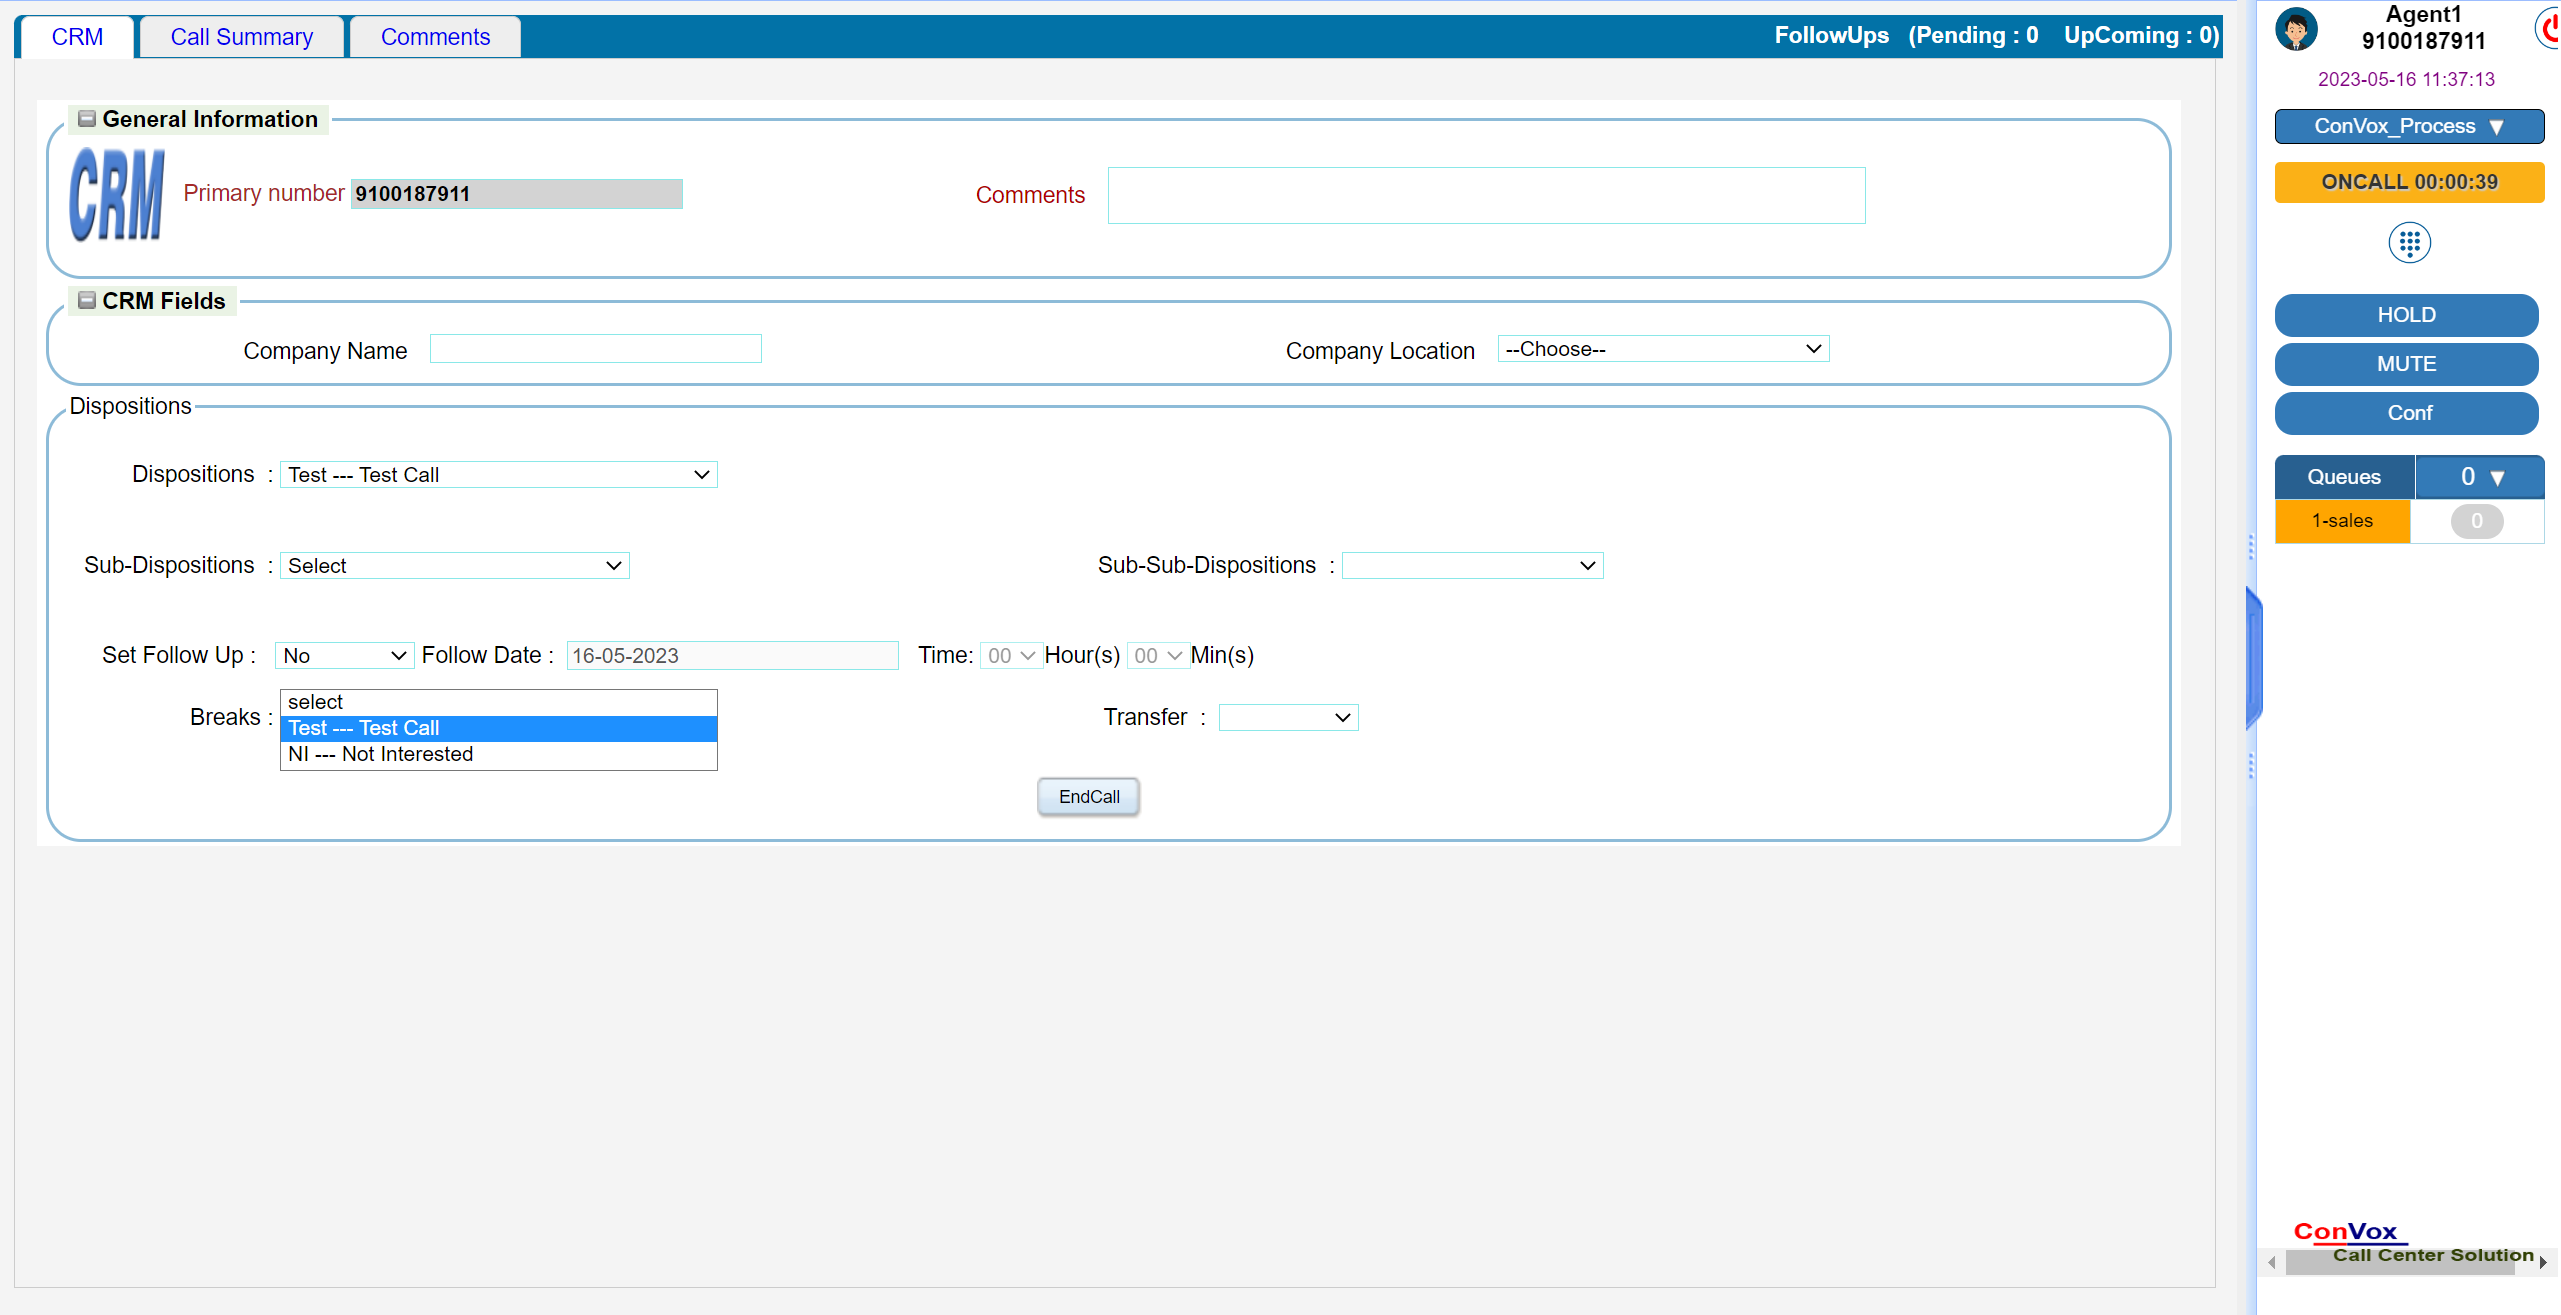 CRM
Call Summary
Comments
FollowUps (Pending : 0 UpComing : 0)
General Information
CRM
Primary number 9100187911
Comments
CRM Fields
Company Name
Company Location --Choose--
Dispositions
Dispositions : Test --- Test Call
Sub-Dispositions : Select
Sub-Sub-Dispositions :
Set Follow Up : No Follow Date : 16-05-2023 Time: 00 Hour(s) 00 Min(s)
Breaks :
select
Test --- Test Call
NI --- Not Interested
Transfer :
EndCall
Agent1
9100187911
2023-05-16 11:37:13
ConVox_Process ▼
ONCALL 00:00:39
HOLD
MUTE
Conf
Queues 0 ▼
1-sales 0
ConVox
Call Center Solution